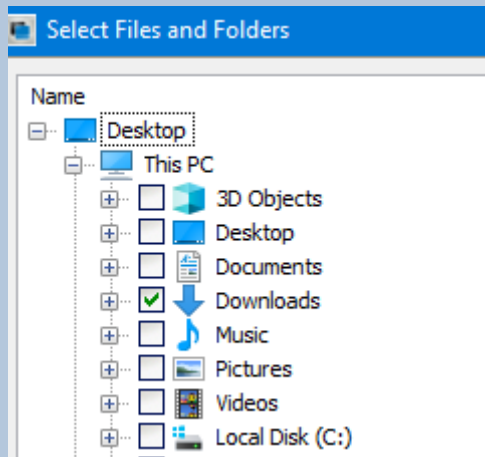 Select Files and Folders
Name
Desktop
This PC
3D Objects
Desktop
Documents
Downloads
Music
Pictures
Videos
Local Disk (C:)